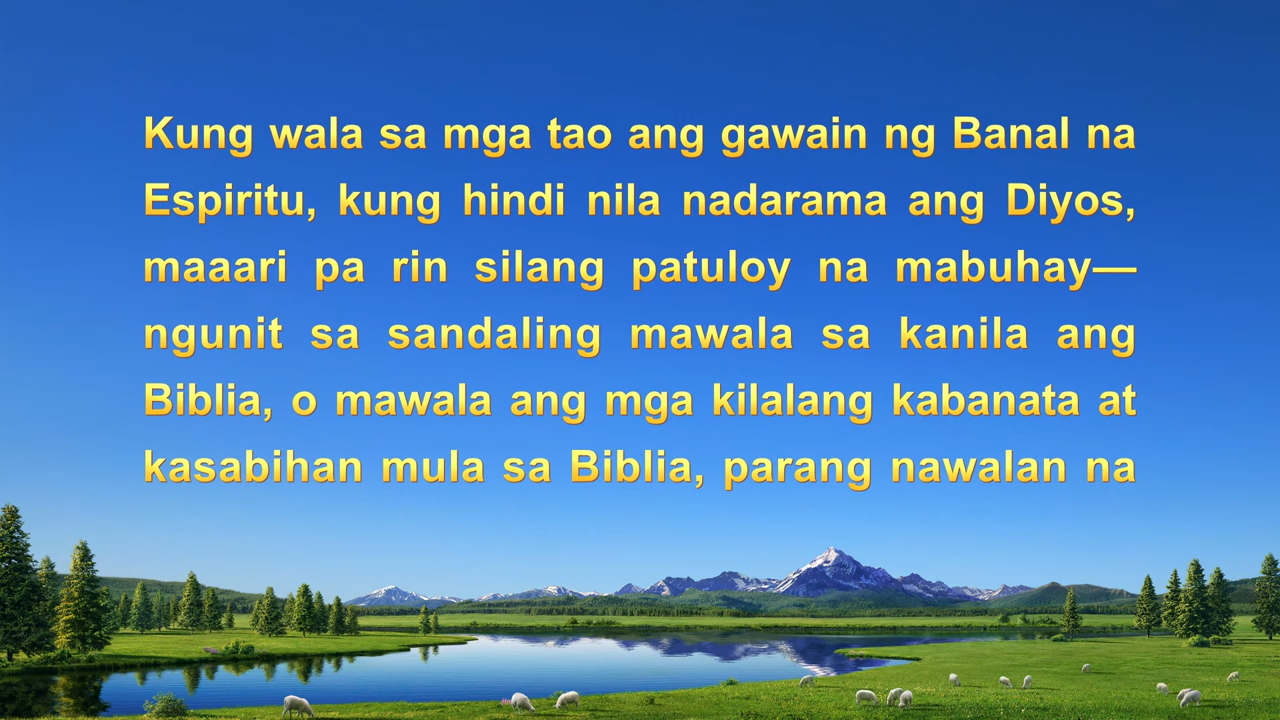 Kung wala sa mga tao ang gawain ng Banal na
Espiritu, kung hindi nila nadarama ang Diyos,
maaari pa rin silang patuloy na mabuhay—
ngunit sa sandaling mawala sa kanila ang
Biblia, o mawala ang mga kilalang kabanata at
kasabihan mula sa Biblia, parang nawalan na